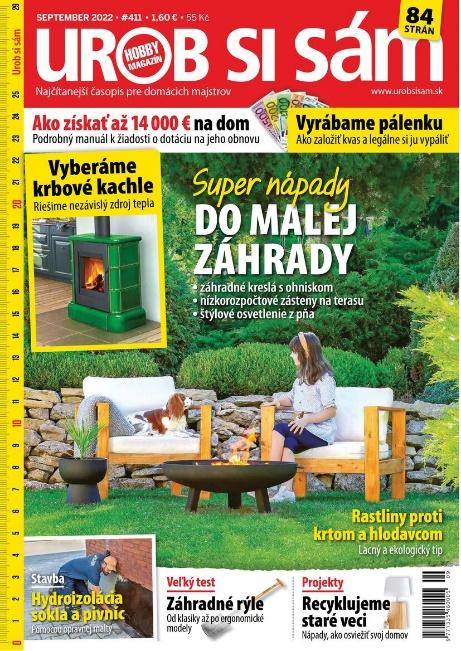 SEPTEMBER 2022 • #411 • 1,60 € • 55 Kč
84
STRÁN
UROB SI SÁM
HOBBY
MAGAZÍN
Najčítanejší časopis pre domácich majstrov
www.urobsisam.sk
Urob si sám
Ako získať až 14 000 € na dom
Podrobný manuál k žiadosti o dotáciu na jeho obnovu
Vyrábame pálenku
Ako založiť kvas a legálne si ju vypáliť
Vyberáme
krbové kachle
Riešime nezávislý zdroj tepla
Super nápady
DO MALEJ
ZÁHRADY
• záhradné kreslá s ohniskom
• nízkorozpočtové zásteny na terasu
• štýlové osvetlenie z pňa
Rastliny proti
krtom a hlodavcom
Lacný a ekologický tip
Stavba
Hydroizolácia
sokla a pivníc
Pomocou opravnej malty
Veľký test
Záhradné rýle
Od klasiky až po ergonomické
modely
Projekty
Recyklujeme
staré veci
Nápady, ako osviežiť svoj domov